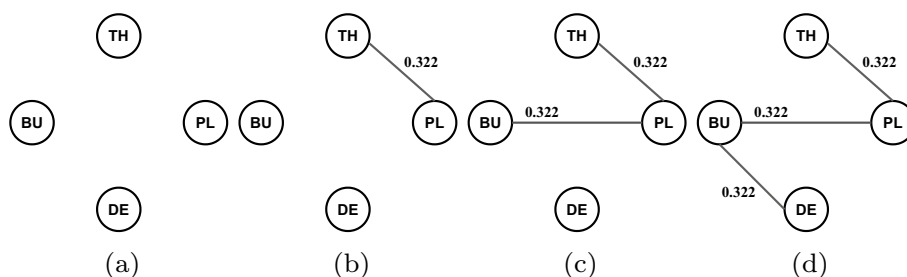 TH
TH
TH
TH
0.322
0.322
0.322
BU
PL
BU
PL
BU
0.322
PL
BU
0.322
PL
0.322
DE
DE
DE
DE
(a)
(b)
(c)
(d)